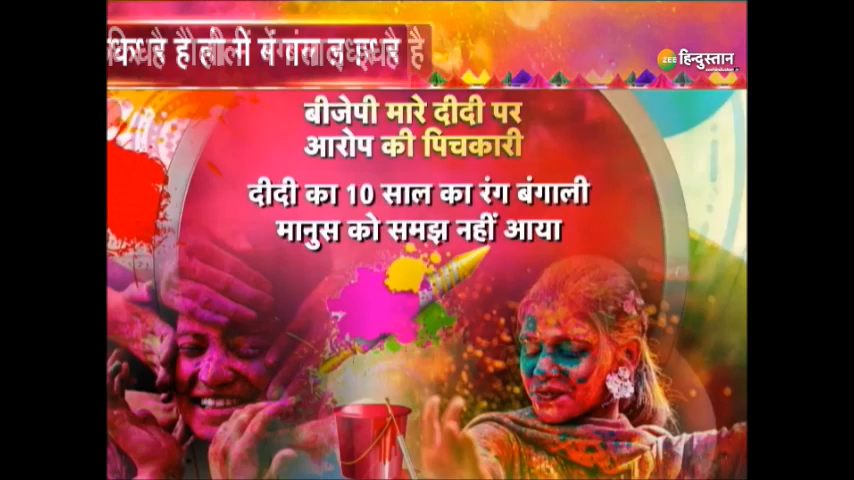 ZEE हिन्दुस्तान
बीजेपी मारे दीदी पर
आरोप की पिचकारी
दीदी का 10 साल का रंग बंगाली
मानुस को समझ नहीं आया